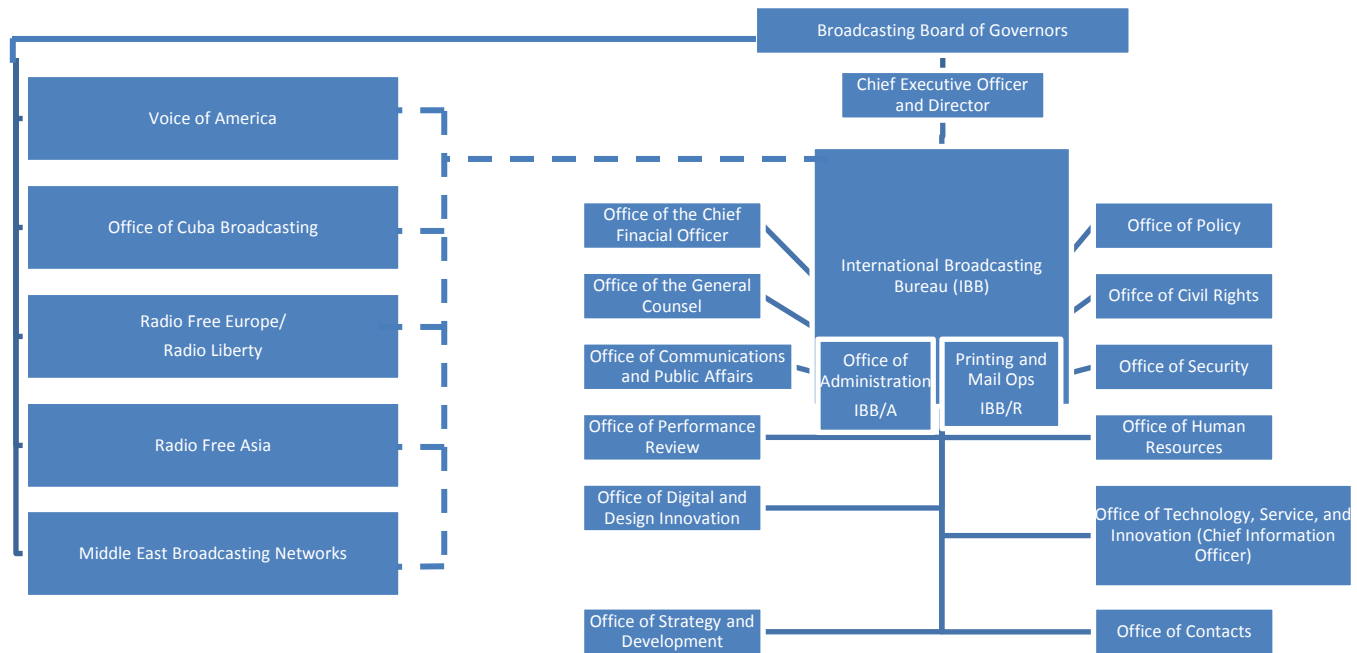 Broadcasting Board of Governors
Chief Executive Officer
and Director
Voice of America
Office of Cuba Broadcasting
Radio Free Europe/
Radio Liberty
Radio Free Asia
Middle East Broadcasting Networks
International Broadcasting
Bureau (IBB)
Office of
Administration
IBB/A
Printing and
Mail Ops
IBB/R
Office of the Chief
Finacial Officer
Office of the General
Counsel
Office of Communications
and Public Affairs
Office of Performance
Review
Office of Digital and
Design Innovation
Office of Strategy and
Development
Office of Policy
Ofifce of Civil Rights
Office of Security
Office of Human
Resources
Office of Technology, Service, and
Innovation (Chief Information
Officer)
Office of Contacts